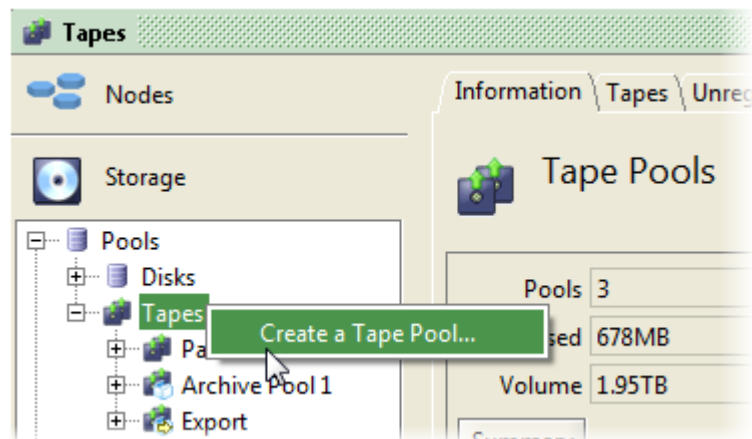 Tapes
Nodes
Information Tapes
Storage
Tape Pools
Pools
Disks
Pools 3
Tapes
Create a Tape Pool...
678MB
Archive Pool 1
Volume 1.95TB
Export